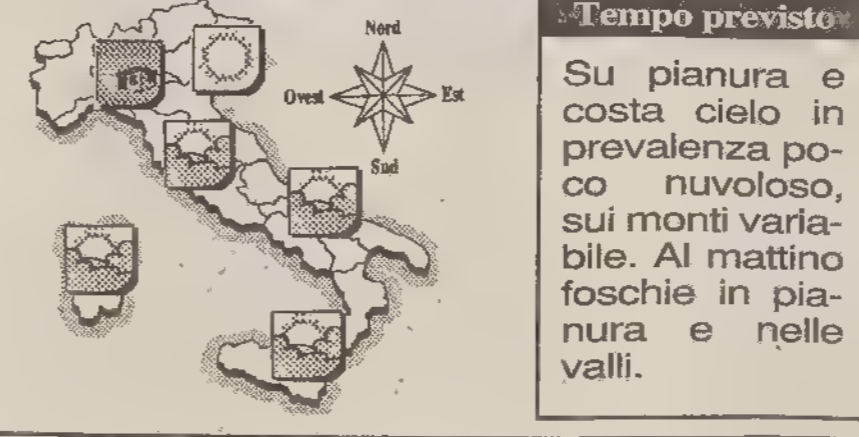 Nord
Ovest
Est
Sud
Tempo previsto
Su pianura e
costa cielo in
prevalenza po-
co nuvoloso,
sui monti varia-
bile. Al mattino
foschie in pia-
nura e nelle
valli.